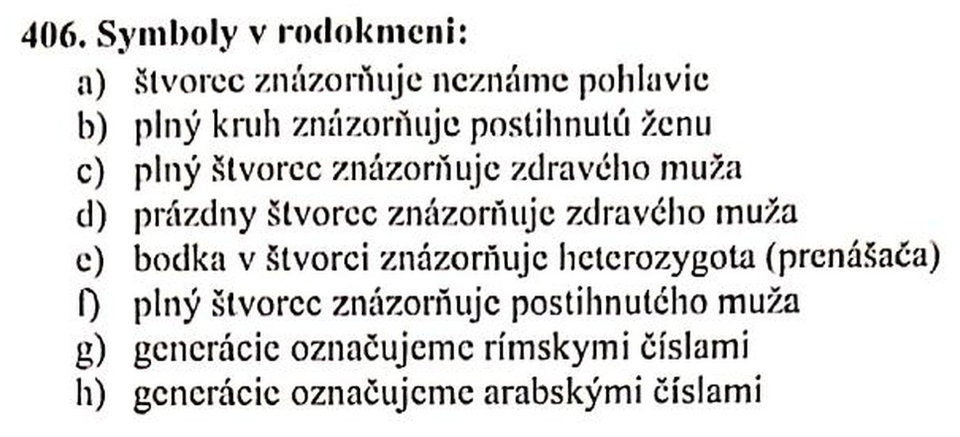 406. Symboly v rodokmeni:
a) štvorec znázorňuje neznáme pohlavie
b) plný kruh znázorňuje postihnutú ženu
c) plný štvorec znázorňuje zdravého muža
d) prázdny štvorec znázorňuje zdravého muža
e) bodka v štvorci znázorňuje heterozygota (prenášača)
f) plný štvorec znázorňuje postihnutého muža
g) generácie označujeme rímskymi číslami
h) generácie označujeme arabskými číslami